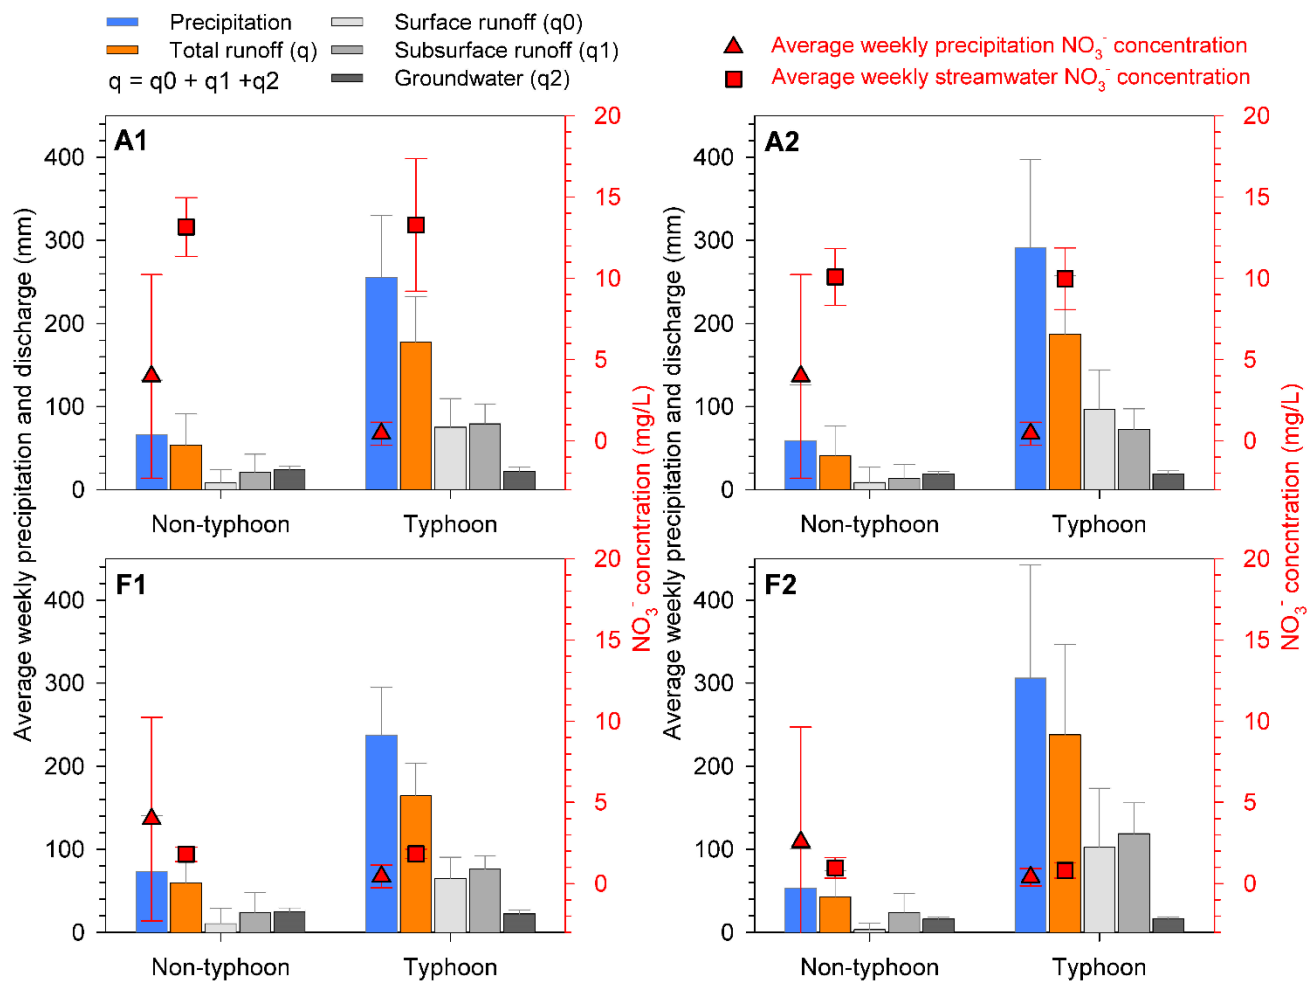 Precipitation
Total runoff (q)
q = q0 + q1 +q2
Surface runoff (q0)
Subsurface runoff (q1)
Groundwater (q2)
Average weekly precipitation NO₃⁻ concentration
Average weekly streamwater NO₃⁻ concentration
A1
400
300
200
100
0
Non-typhoon
Typhoon
20
15
10
5
0
A2
400
300
200
100
0
Non-typhoon
Typhoon
20
15
10
5
0
F1
400
300
200
100
0
Non-typhoon
Typhoon
20
15
10
5
0
F2
400
300
200
100
0
Non-typhoon
Typhoon
20
15
10
5
0
Average weekly precipitation and discharge (mm)
NO₃⁻ concntration (mg/L)
Average weekly precipitation and discharge (mm)
NO₃⁻ concntration (mg/L)